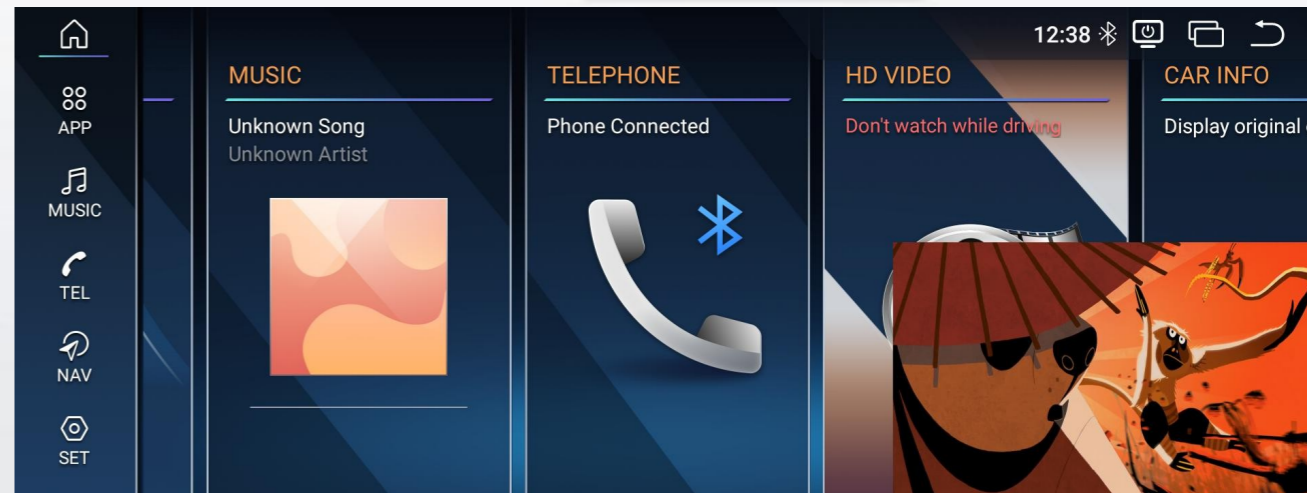 12:38
APP
MUSIC
TEL
NAV
SET
MUSIC
Unknown Song
Unknown Artist
TELEPHONE
Phone Connected
HD VIDEO
Don't watch while driving
CAR INFO
Display original